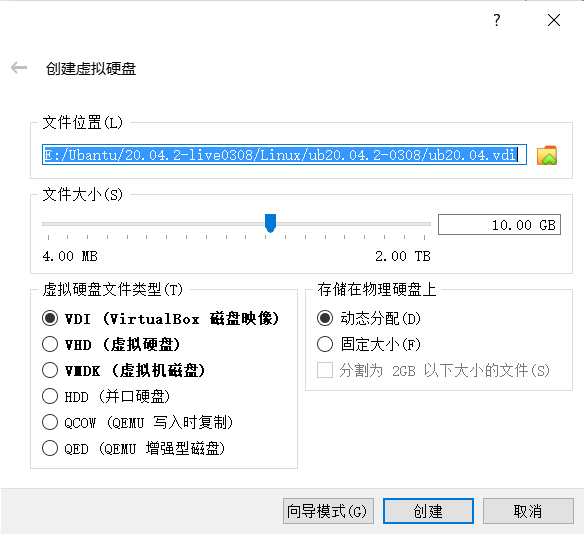 ?
创建虚拟硬盘
文件位置(L)
E:/Ubantu/20.04.2-live0308/Linux/ub20.04.2-0308/ub20.04.vdi
文件大小(S)
10.00 GB
4.00 MB
2.00 TB
虚拟硬盘文件类型(T)
VDI (VirtualBox 磁盘映像)
VHD (虚拟硬盘)
VMDK (虚拟机磁盘)
HDD (并口硬盘)
QCOW (QEMU 写入时复制)
QED (QEMU 增强型磁盘)
存储在物理硬盘上
动态分配(D)
固定大小(F)
分割为 2GB 以下大小的文件(S)
向导模式(G)
创建
取消